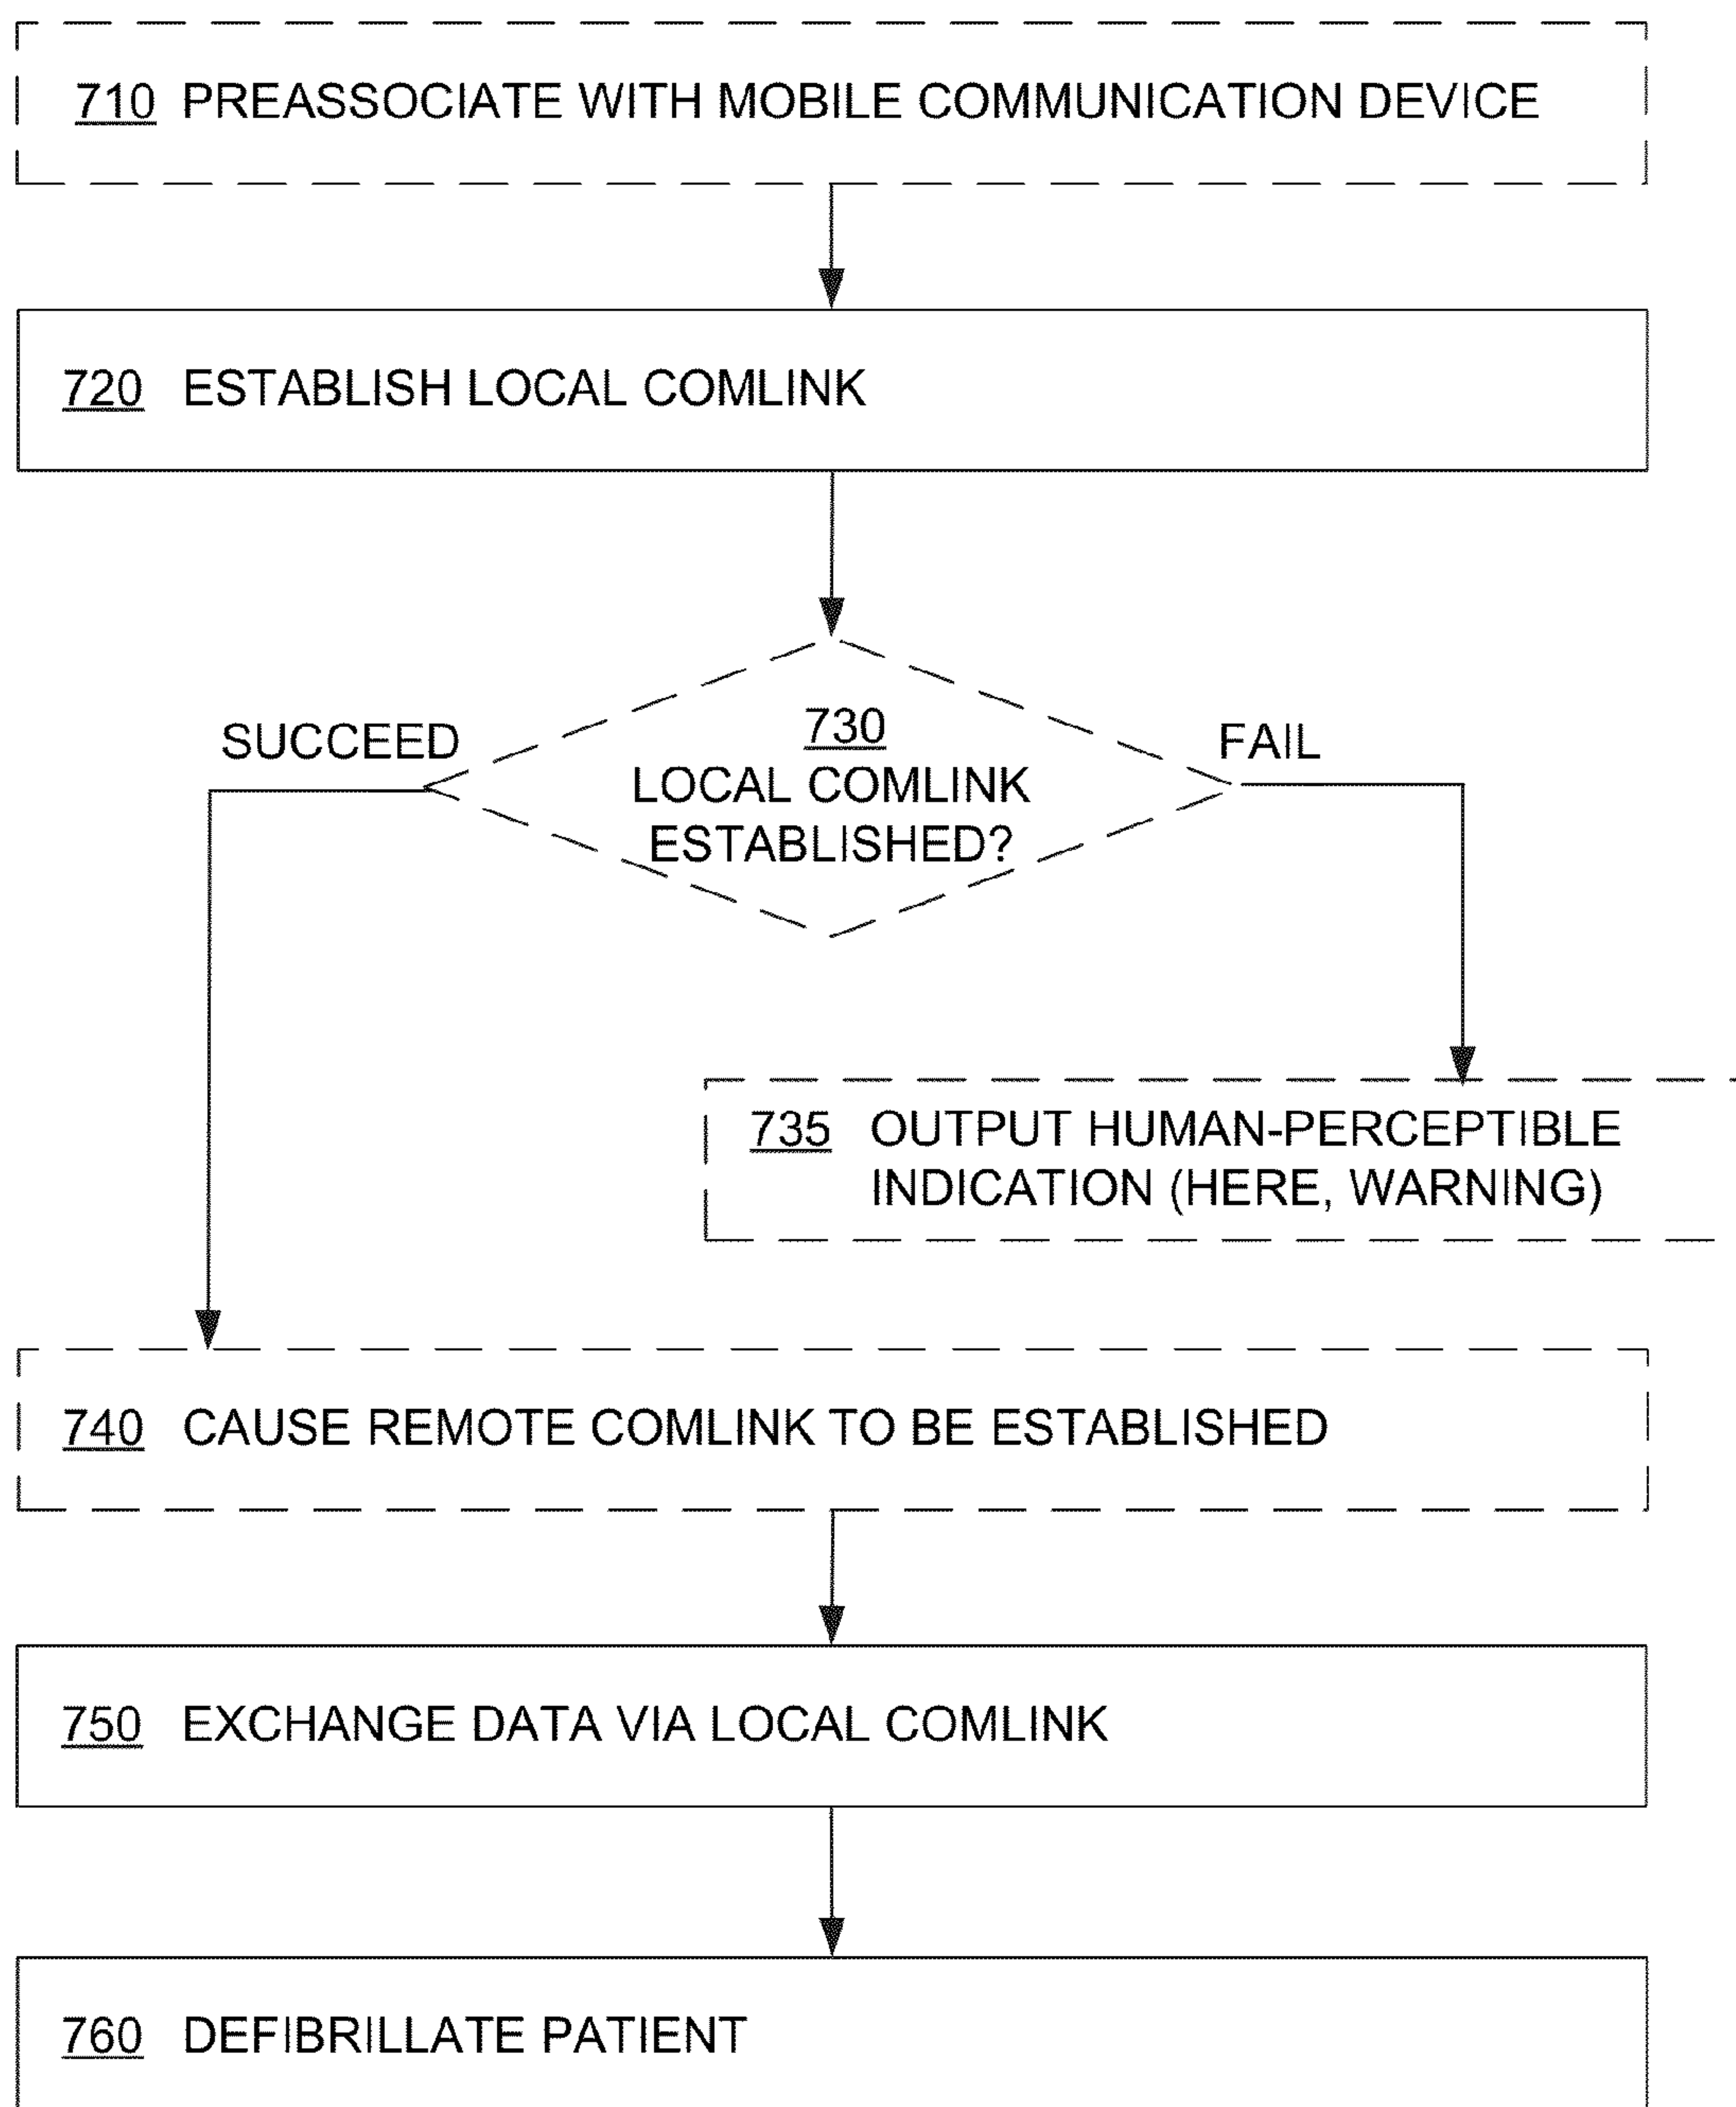 710 PREASSOCIATE WITH MOBILE COMMUNICATION DEVICE
720 ESTABLISH LOCAL COMLINK
730
LOCAL COMLINK
ESTABLISHED?
SUCCEED
FAIL
735 OUTPUT HUMAN-PERCEPTIBLE
INDICATION (HERE, WARNING)
740 CAUSE REMOTE COMLINK TO BE ESTABLISHED
750 EXCHANGE DATA VIA LOCAL COMLINK
760 DEFIBRILLATE PATIENT